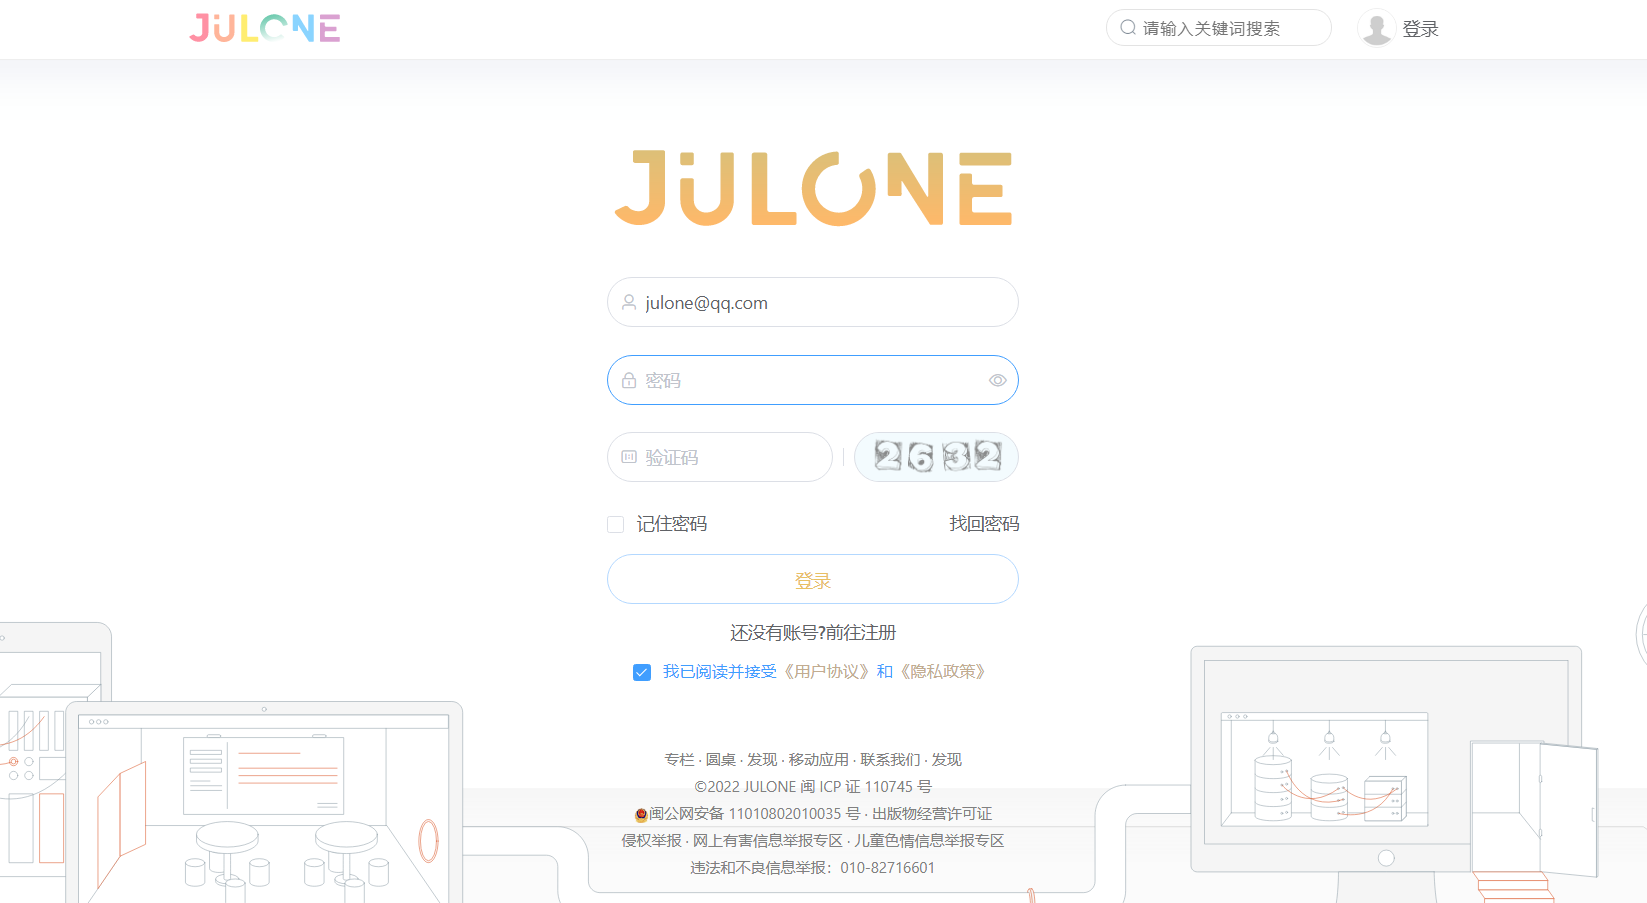 JULONE
请输入关键词搜索
登录
JULONE
julone@qq.com
密码
验证码
2632
记住密码
找回密码
登录
还没有账号?前往注册
我已阅读并接受《用户协议》和《隐私政策》
专栏 · 圆桌 · 发现 · 移动应用 · 联系我们 · 发现
©2022 JULONE 闽 ICP 证 110745 号
闽公网安备 11010802010035 号 · 出版物经营许可证
侵权举报 · 网上有害信息举报专区 · 儿童色情信息举报专区
违法和不良信息举报：010-82716601